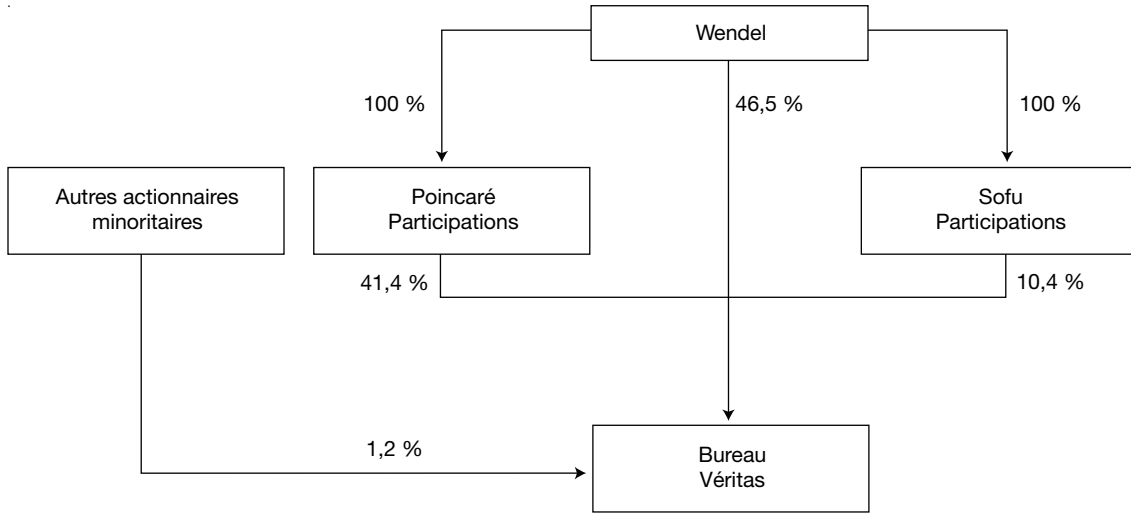 Wendel
100 %
46,5 %
100 %
Autres actionnaires
minoritaires
Poincaré
Participations
Sofu
Participations
41,4 %
10,4 %
1,2 %
Bureau
Véritas